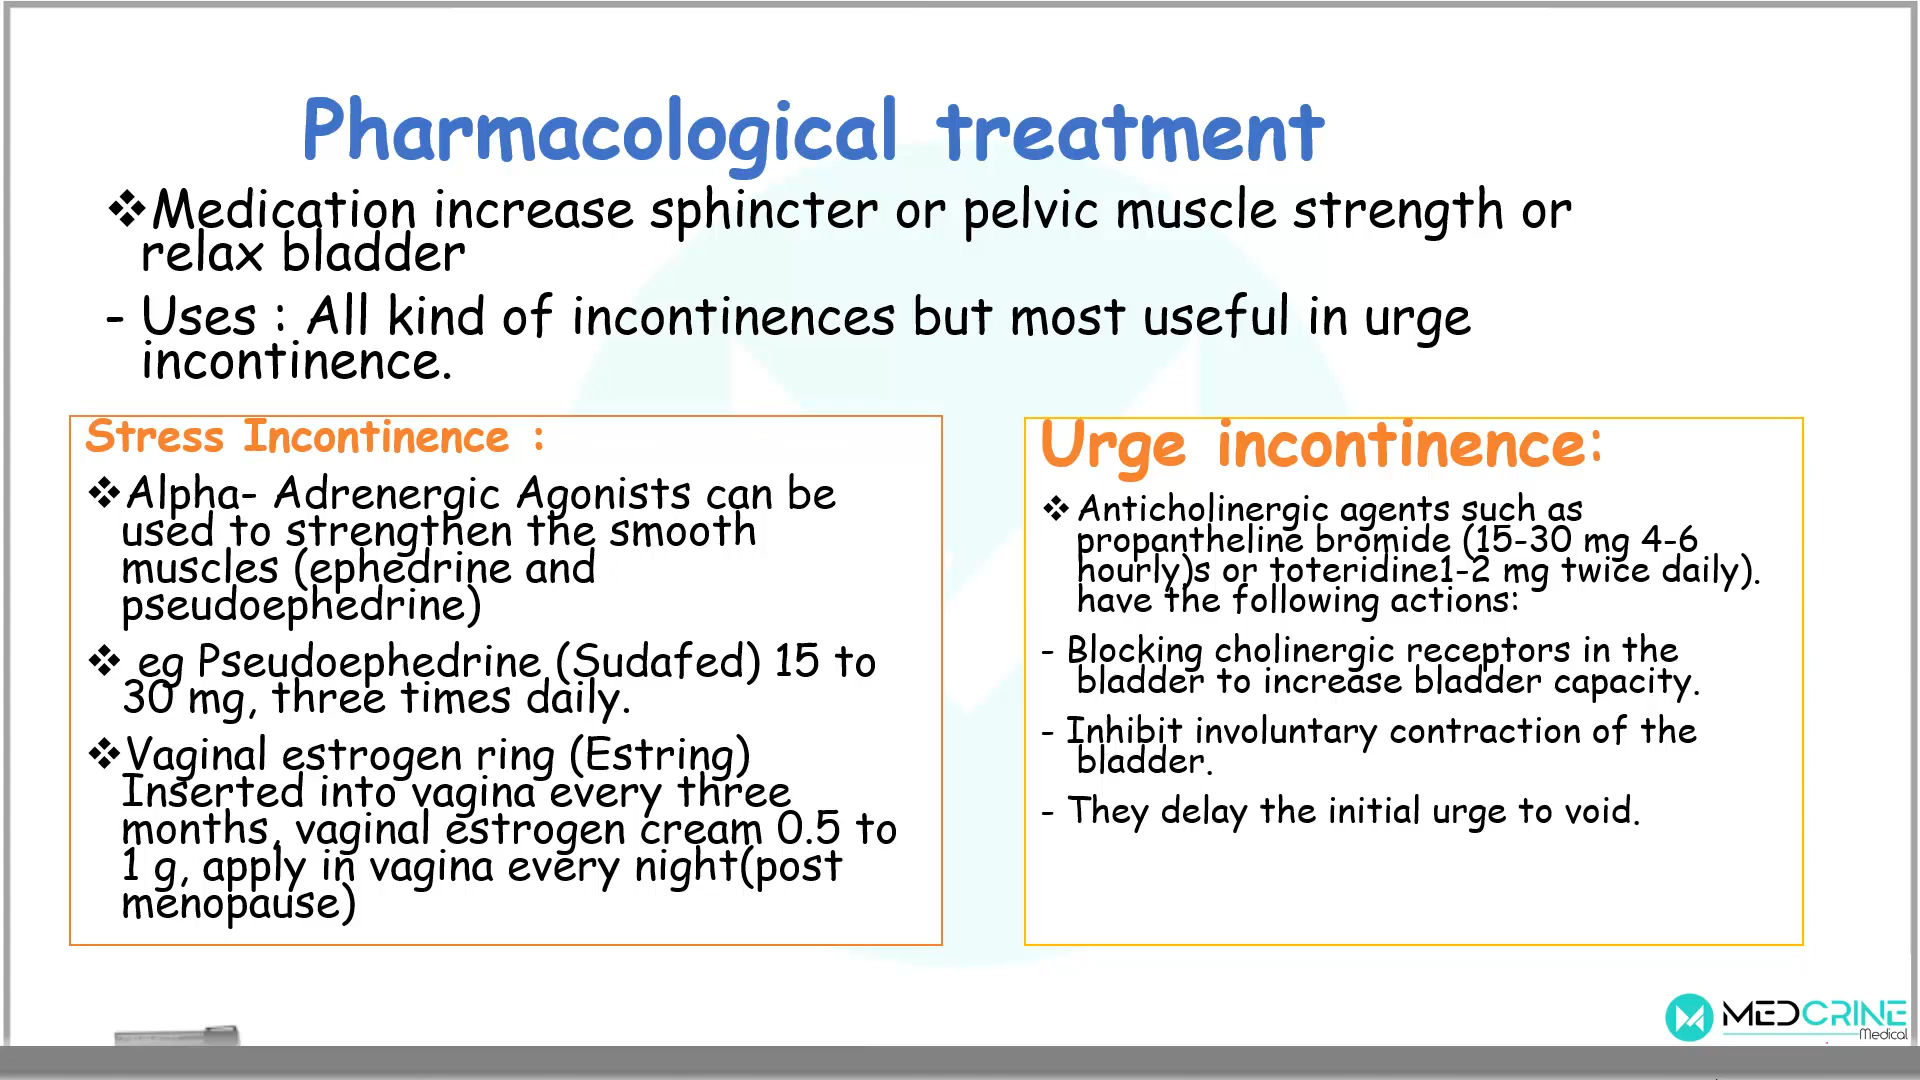 Pharmacological treatment
❖Medication increase sphincter or pelvic muscle strength or
relax bladder
- Uses : All kind of incontinences but most useful in urge
incontinence.
Stress Incontinence :
❖Alpha- Adrenergic Agonists can be
used to strengthen the smooth
muscles (ephedrine and
pseudoephedrine)
❖ eg Pseudoephedrine (Sudafed) 15 to
30 mg, three times daily.
❖Vaginal estrogen ring (Estring)
Inserted into vagina every three
months, vaginal estrogen cream 0.5 to
1 g, apply in vagina every night(post
menopause)
Urge incontinence:
❖ Anticholinergic agents such as
propantheline bromide (15-30 mg 4-6
hourly)s or toteridine1-2 mg twice daily).
have the following actions:
- Blocking cholinergic receptors in the
bladder to increase bladder capacity.
- Inhibit involuntary contraction of the
bladder.
- They delay the initial urge to void.
MEDCRINE
Medical